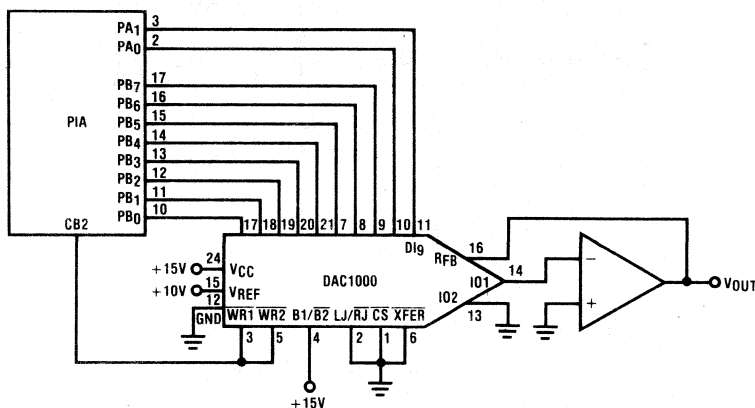 PA1 3
PA0 2
PB7 17
PB6 16
PIA PB5 15
PB4 14
PB3 13
PB2 12
PB1 11
CB2 PB0 10
17 18 19 20 21 7 8 9 10 11
DI9
+15V 24 VCC
DAC1000
RFB 16
IO1 14
+10V 15 VREF
IO2 13
12 GND
WR1 WR2 B1/B2 LJ/RJ CS XFER
3 5 4 2 1 6
+15V
−
+
VOUT